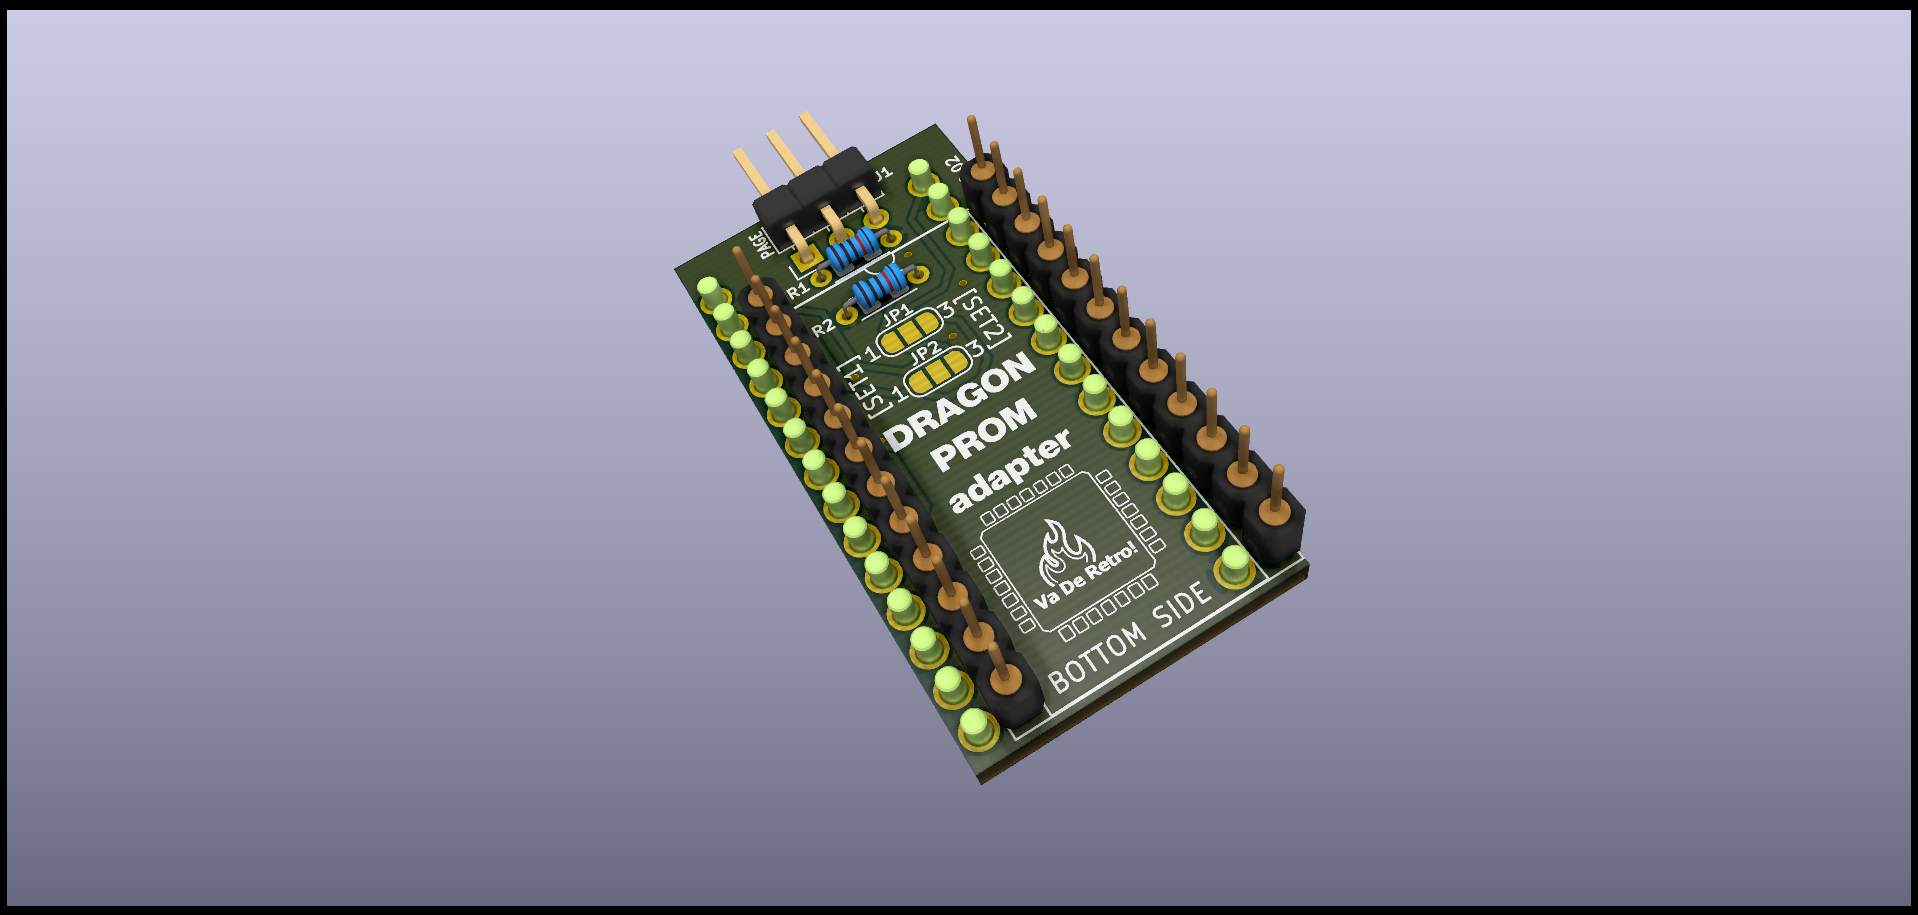 J1
PAGE
R1
R2
JP1
1
3
SET2
JP2
1
3
SET1
DRAGON
PROM
adapter
Va De Retro!
BOTTOM SIDE